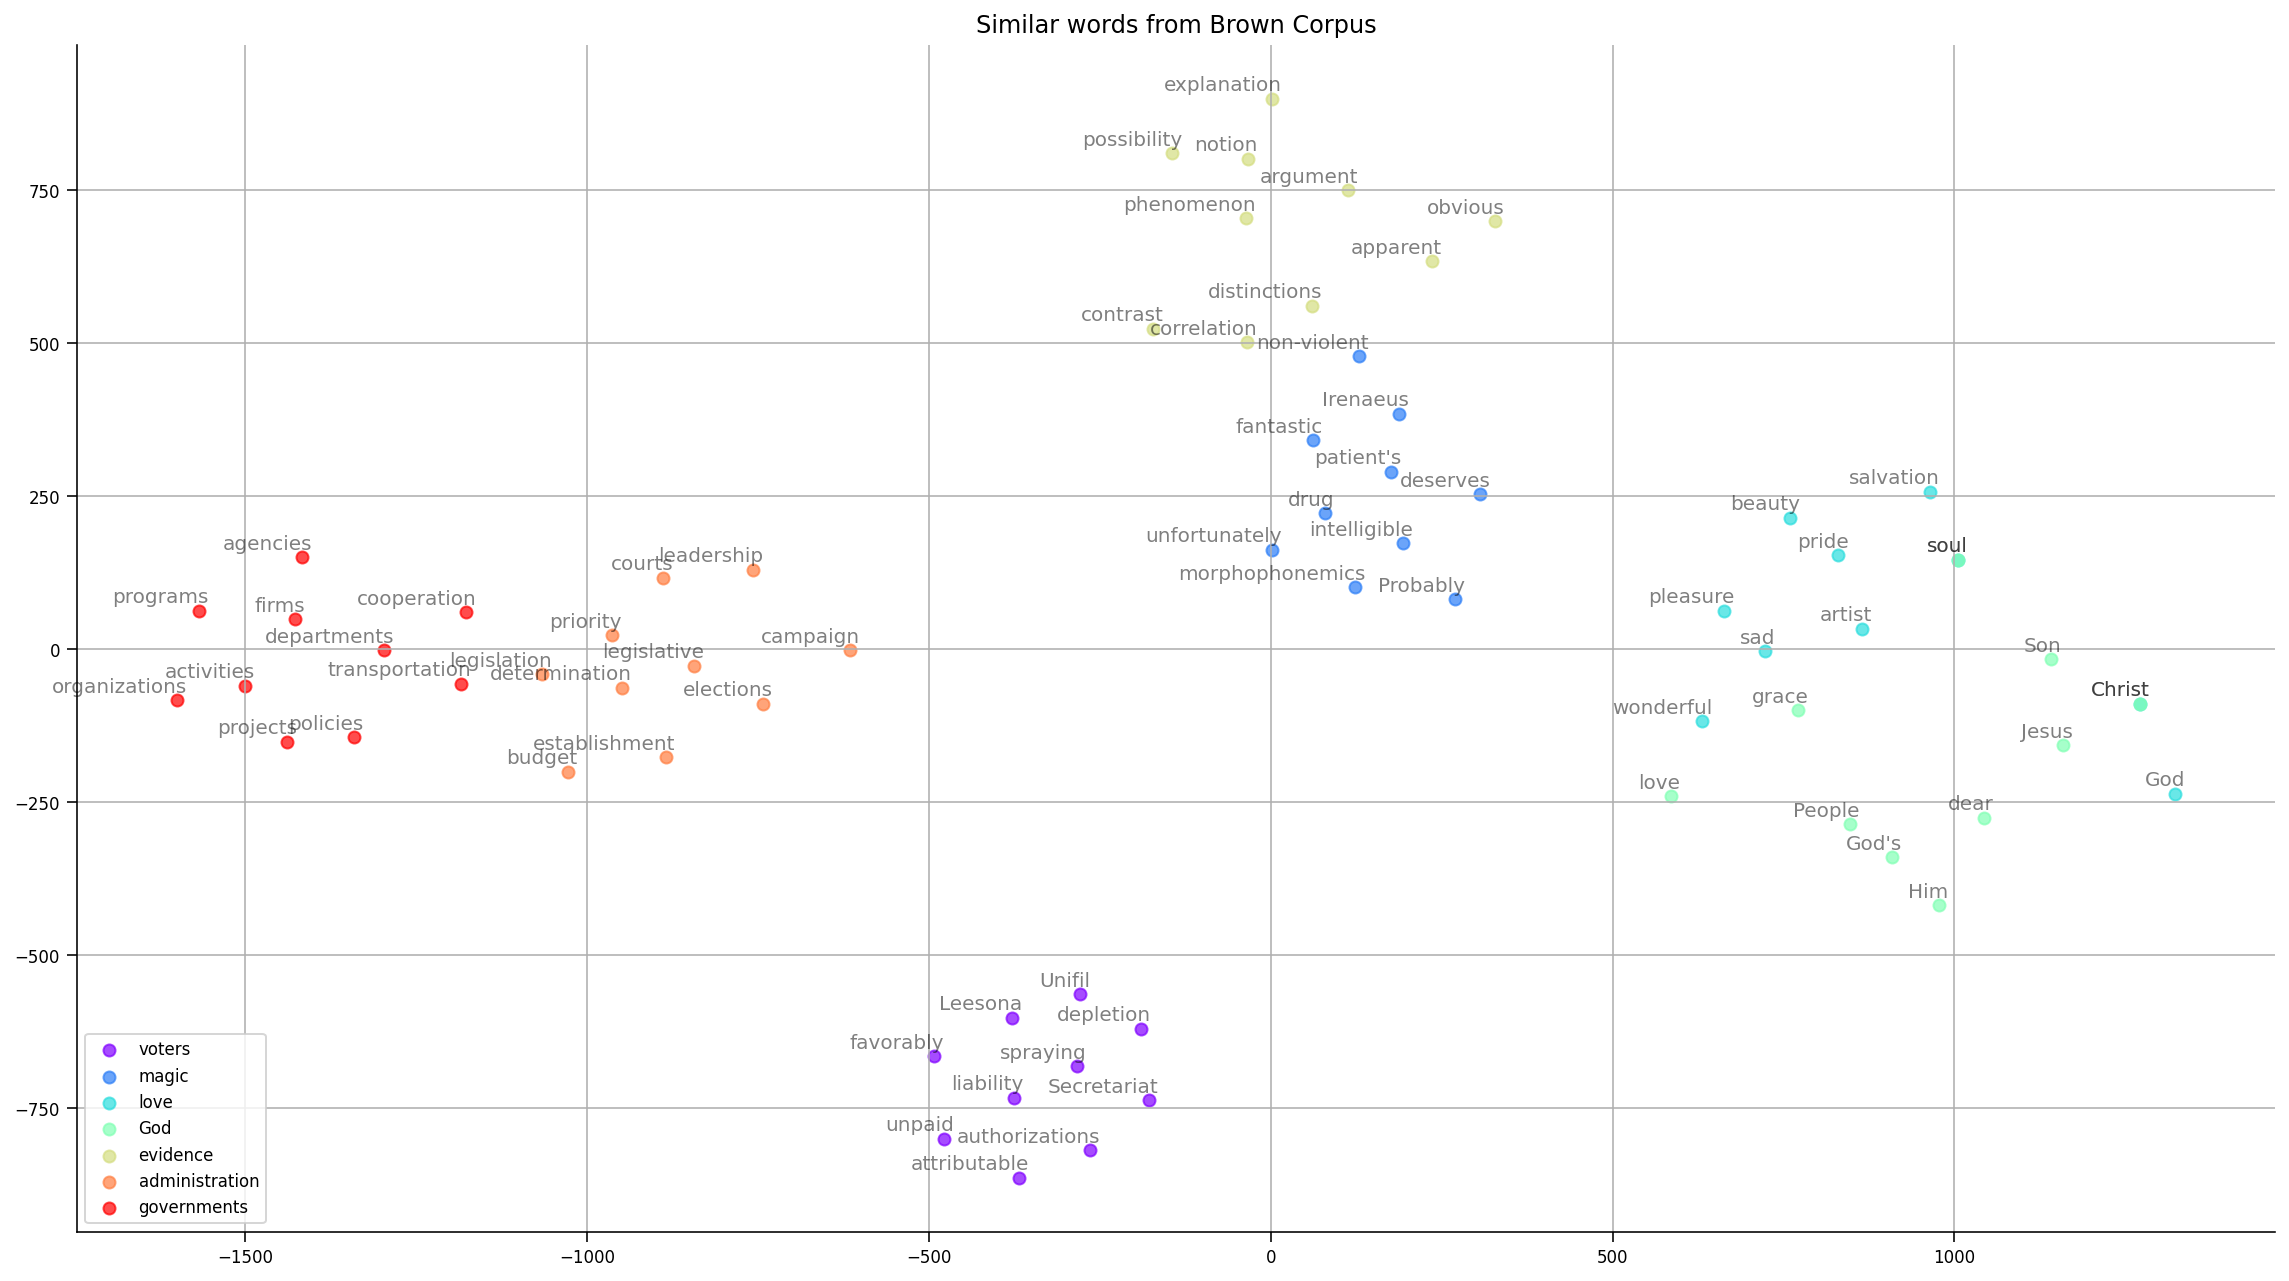 Similar words from Brown Corpus
explanation
possibility
notion
argument
phenomenon
obvious
apparent
distinctions
contrast
correlation
non-violent
Irenaeus
fantastic
patient's
deserves
drug
intelligible
unfortunately
morphophonemics
Probably
salvation
beauty
pride
soul
pleasure
artist
sad
Son
grace
Christ
wonderful
Jesus
love
God
dear
People
God's
Him
agencies
leadership
courts
programs
cooperation
firms
priority
departments
campaign
legislative
legislation
transportation
determination
activities
organizations
elections
projects
policies
establishment
budget
Unifil
Leesona
depletion
favorably
spraying
liability
Secretariat
unpaid
authorizations
attributable
750
500
250
0
−250
−500
−750
voters
magic
love
God
evidence
administration
governments
−1500
−1000
−500
0
500
1000